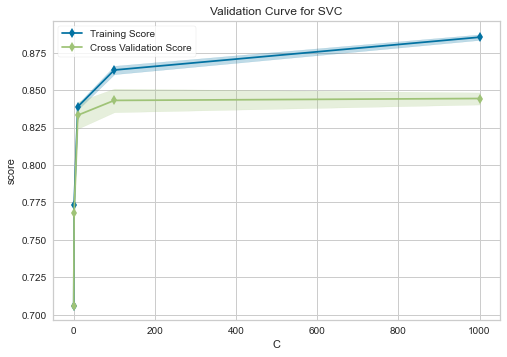 Validation Curve for SVC
Training Score
Cross Validation Score
score
0.875
0.850
0.825
0.800
0.775
0.750
0.725
0.700
0
200
400
600
800
1000
C